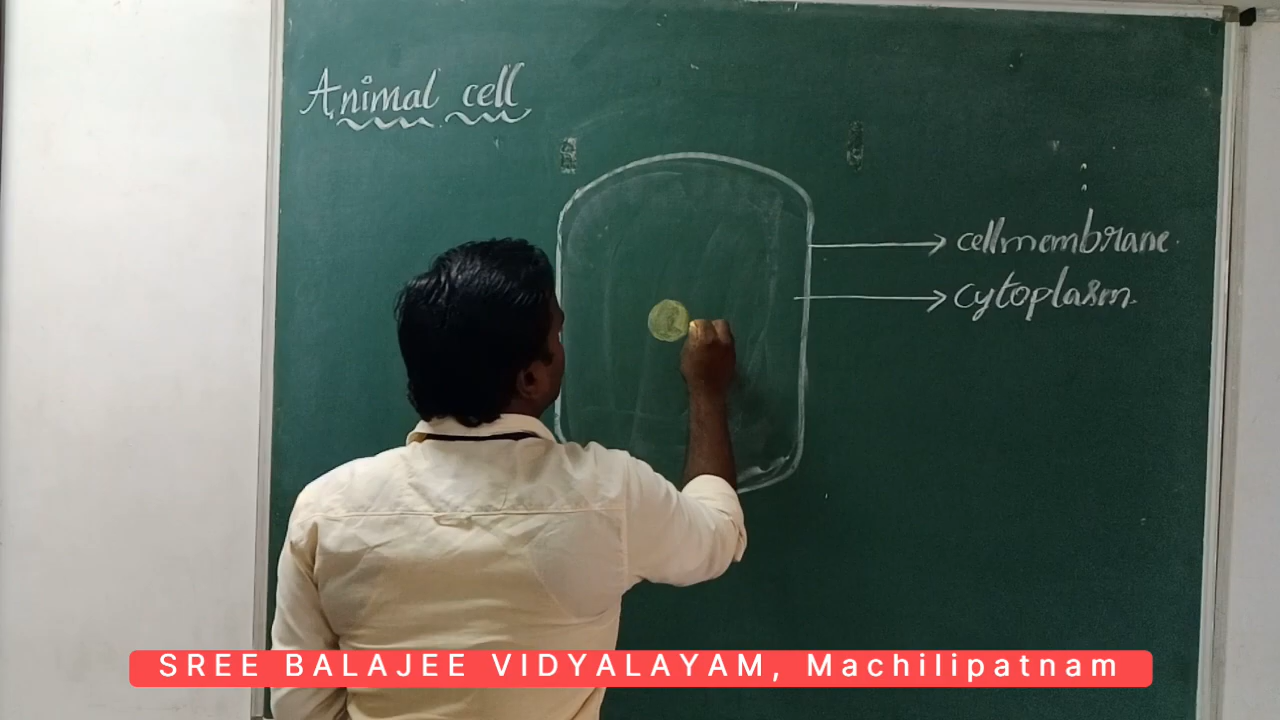 Animal cell
cellmembrane.
cytoplasm.
SREE BALAJEE VIDYALAYAM, Machilipatnam